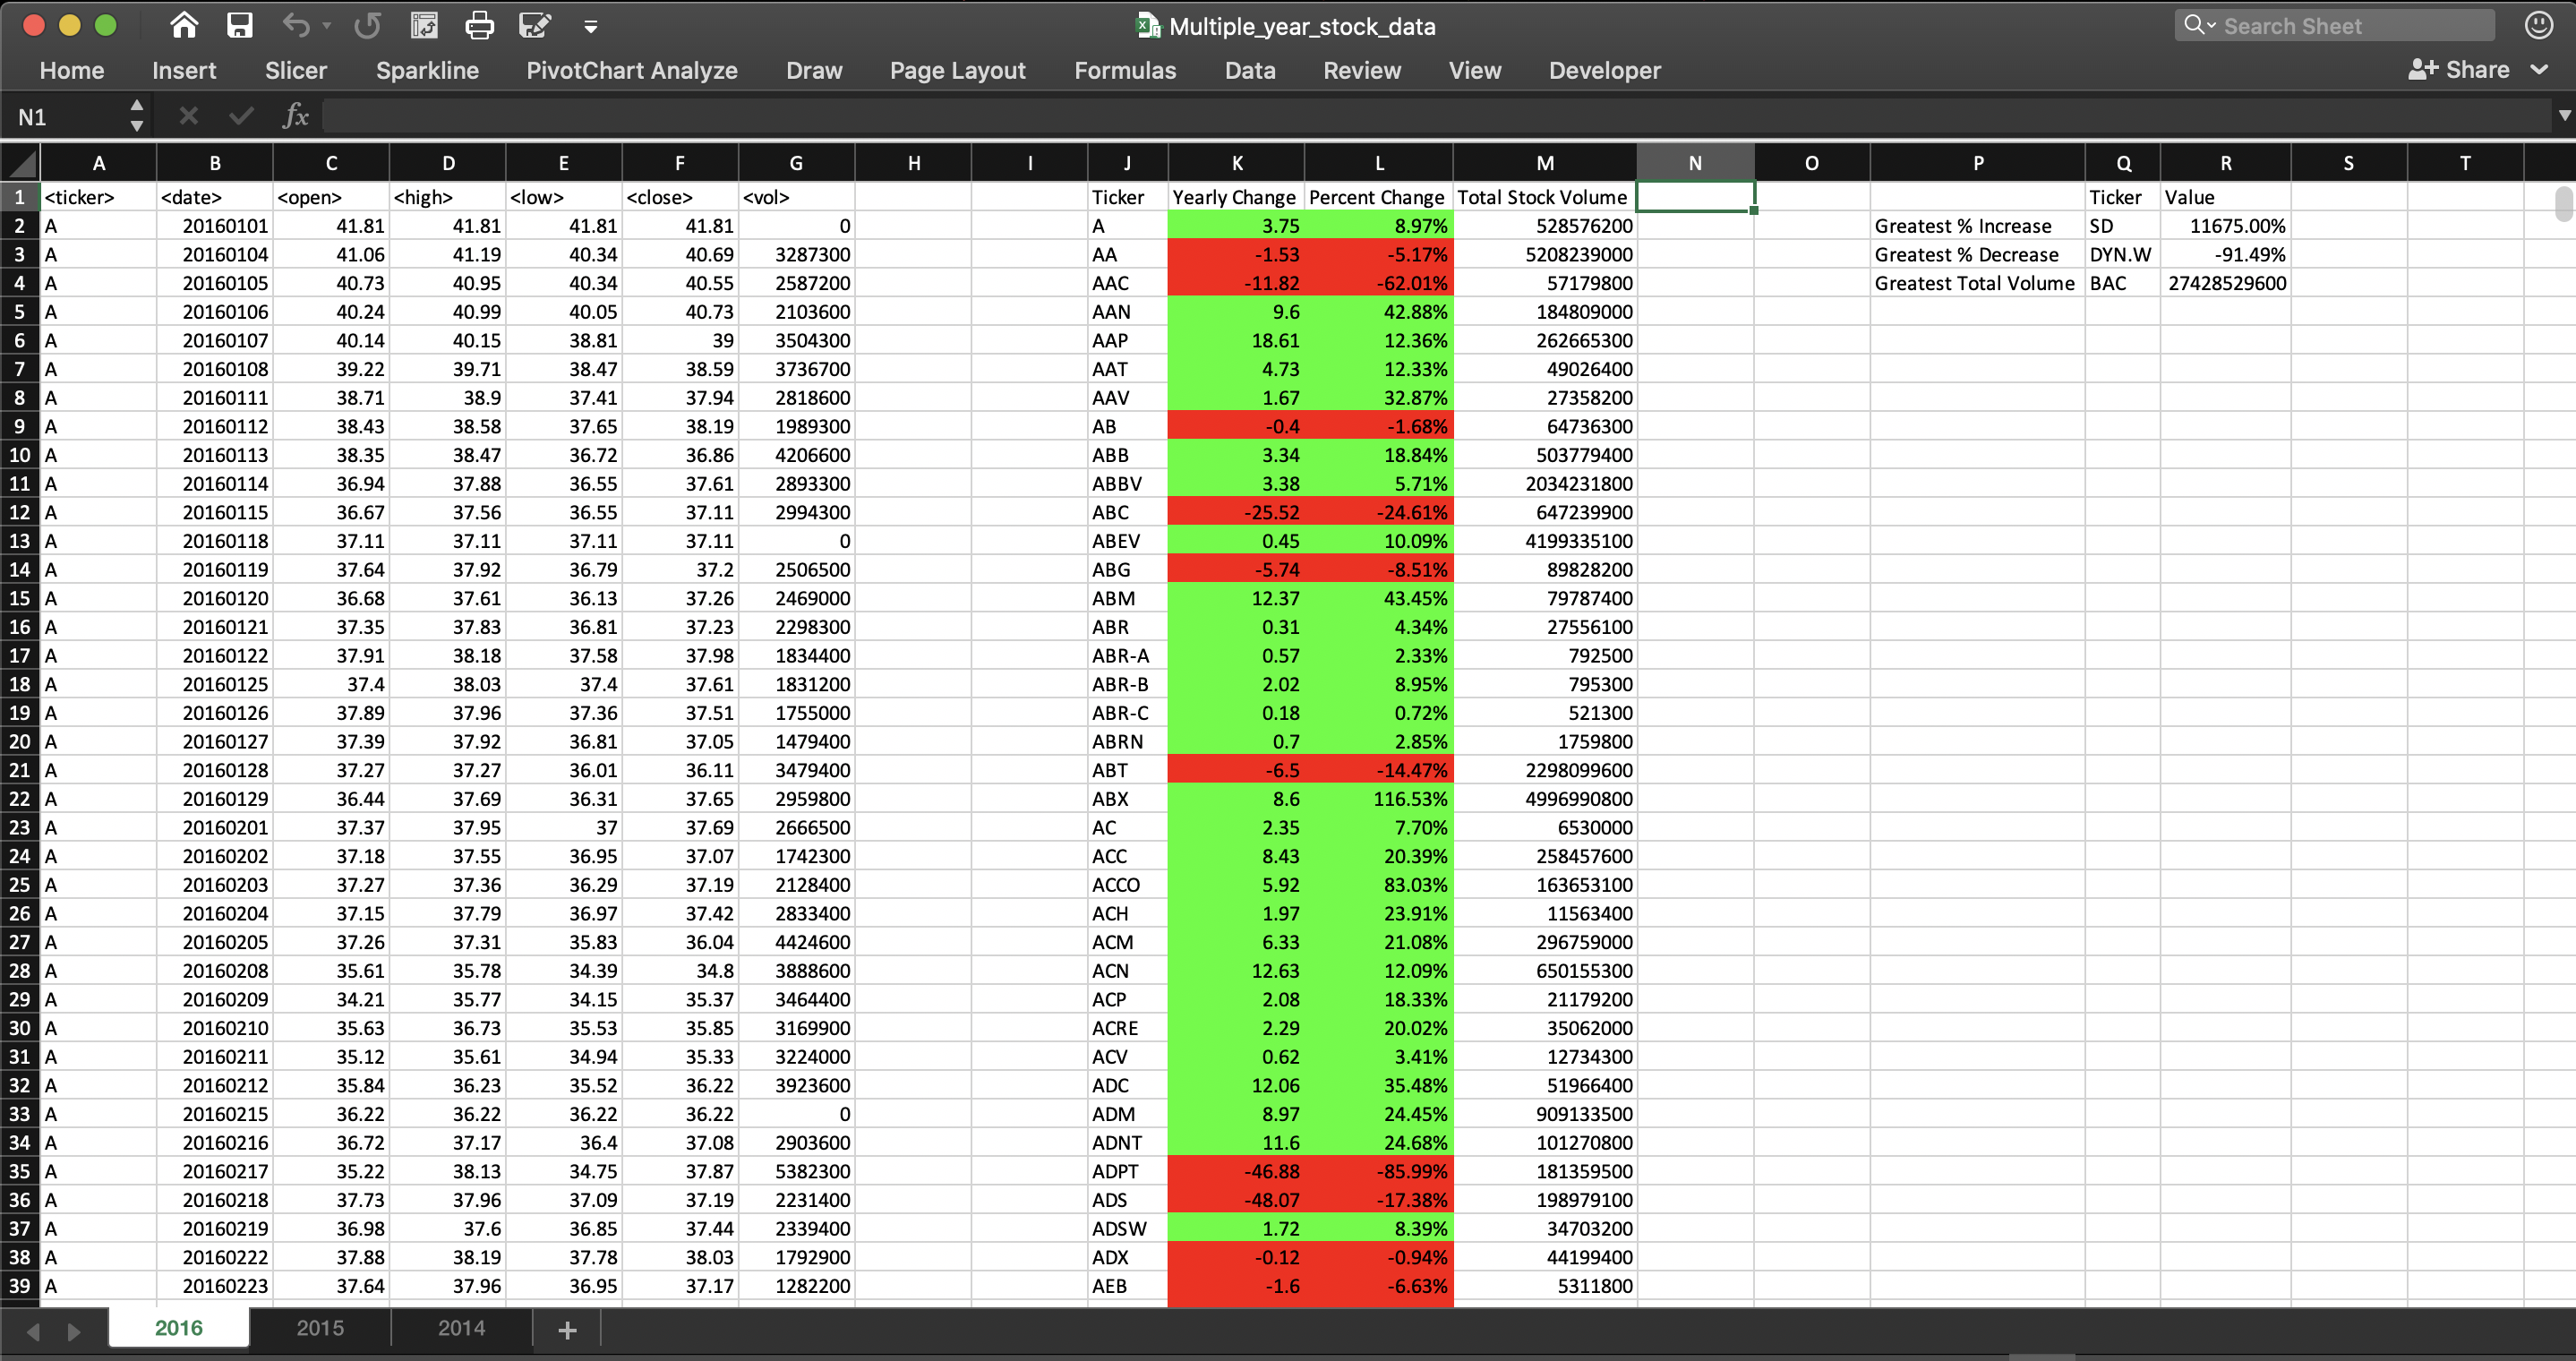 Multiple_year_stock_data
Search Sheet
Home Insert Slicer Sparkline PivotChart Analyze Draw Page Layout Formulas Data Review View Developer Share
N1 fx
A B C D E F G H I J K L M N O P Q R S T
1 <ticker> <date> <open> <high> <low> <close> <vol> Ticker Yearly Change Percent Change Total Stock Volume Ticker Value
2 A 20160101 41.81 41.81 41.81 41.81 0 A 3.75 8.97% 528576200 Greatest % Increase SD 11675.00%
3 A 20160104 41.06 41.19 40.34 40.69 3287300 AA -1.53 -5.17% 5208239000 Greatest % Decrease DYN.W -91.49%
4 A 20160105 40.73 40.95 40.34 40.55 2587200 AAC -11.82 -62.01% 57179800 Greatest Total Volume BAC 27428529600
5 A 20160106 40.24 40.99 40.05 40.73 2103600 AAN 9.6 42.88% 184809000
6 A 20160107 40.14 40.15 38.81 39 3504300 AAP 18.61 12.36% 262665300
7 A 20160108 39.22 39.71 38.47 38.59 3736700 AAT 4.73 12.33% 49026400
8 A 20160111 38.71 38.9 37.41 37.94 2818600 AAV 1.67 32.87% 27358200
9 A 20160112 38.43 38.58 37.65 38.19 1989300 AB -0.4 -1.68% 64736300
10 A 20160113 38.35 38.47 36.72 36.86 4206600 ABB 3.34 18.84% 503779400
11 A 20160114 36.94 37.88 36.55 37.61 2893300 ABBV 3.38 5.71% 2034231800
12 A 20160115 36.67 37.56 36.55 37.11 2994300 ABC -25.52 -24.61% 647239900
13 A 20160118 37.11 37.11 37.11 37.11 0 ABEV 0.45 10.09% 4199335100
14 A 20160119 37.64 37.92 36.79 37.2 2506500 ABG -5.74 -8.51% 89828200
15 A 20160120 36.68 37.61 36.13 37.26 2469000 ABM 12.37 43.45% 79787400
16 A 20160121 37.35 37.83 36.81 37.23 2298300 ABR 0.31 4.34% 27556100
17 A 20160122 37.91 38.18 37.58 37.98 1834400 ABR-A 0.57 2.33% 792500
18 A 20160125 37.4 38.03 37.4 37.61 1831200 ABR-B 2.02 8.95% 795300
19 A 20160126 37.89 37.96 37.36 37.51 1755000 ABR-C 0.18 0.72% 521300
20 A 20160127 37.39 37.92 36.81 37.05 1479400 ABRN 0.7 2.85% 1759800
21 A 20160128 37.27 37.27 36.01 36.11 3479400 ABT -6.5 -14.47% 2298099600
22 A 20160129 36.44 37.69 36.31 37.65 2959800 ABX 8.6 116.53% 4996990800
23 A 20160201 37.37 37.95 37 37.69 2666500 AC 2.35 7.70% 6530000
24 A 20160202 37.18 37.55 36.95 37.07 1742300 ACC 8.43 20.39% 258457600
25 A 20160203 37.27 37.36 36.29 37.19 2128400 ACCO 5.92 83.03% 163653100
26 A 20160204 37.15 37.79 36.97 37.42 2833400 ACH 1.97 23.91% 11563400
27 A 20160205 37.26 37.31 35.83 36.04 4424600 ACM 6.33 21.08% 296759000
28 A 20160208 35.61 35.78 34.39 34.8 3888600 ACN 12.63 12.09% 650155300
29 A 20160209 34.21 35.77 34.15 35.37 3464400 ACP 2.08 18.33% 21179200
30 A 20160210 35.63 36.73 35.53 35.85 3169900 ACRE 2.29 20.02% 35062000
31 A 20160211 35.12 35.61 34.94 35.33 3224000 ACV 0.62 3.41% 12734300
32 A 20160212 35.84 36.23 35.52 36.22 3923600 ADC 12.06 35.48% 51966400
33 A 20160215 36.22 36.22 36.22 36.22 0 ADM 8.97 24.45% 909133500
34 A 20160216 36.72 37.17 36.4 37.08 2903600 ADNT 11.6 24.68% 101270800
35 A 20160217 35.22 38.13 34.75 37.87 5382300 ADPT -46.88 -85.99% 181359500
36 A 20160218 37.73 37.96 37.09 37.19 2231400 ADS -48.07 -17.38% 198979100
37 A 20160219 36.98 37.6 36.85 37.44 2339400 ADSW 1.72 8.39% 34703200
38 A 20160222 37.88 38.19 37.78 38.03 1792900 ADX -0.12 -0.94% 44199400
39 A 20160223 37.64 37.96 36.95 37.17 1282200 AEB -1.6 -6.63% 5311800
2016 2015 2014 +